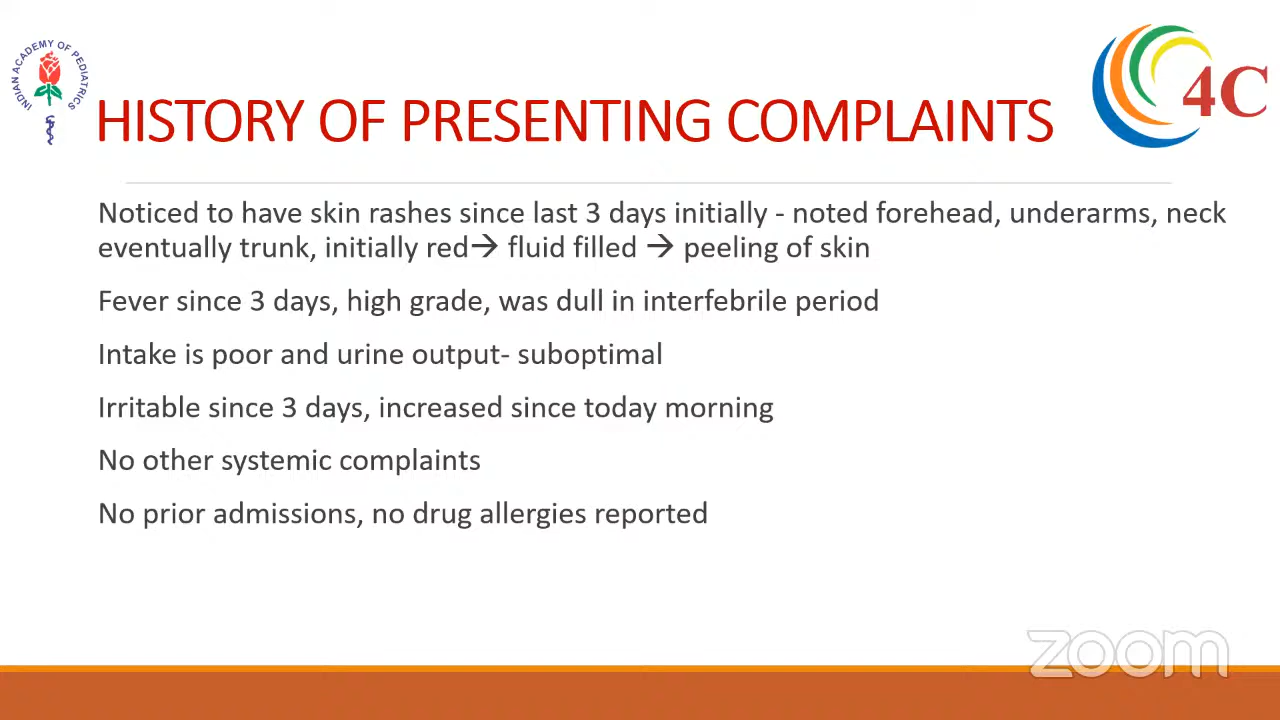 INDIAN ACADEMY OF PEDIATRICS
4C
HISTORY OF PRESENTING COMPLAINTS
Noticed to have skin rashes since last 3 days initially - noted forehead, underarms, neck
eventually trunk, initially red→ fluid filled → peeling of skin
Fever since 3 days, high grade, was dull in interfebrile period
Intake is poor and urine output- suboptimal
Irritable since 3 days, increased since today morning
No other systemic complaints
No prior admissions, no drug allergies reported
zoom